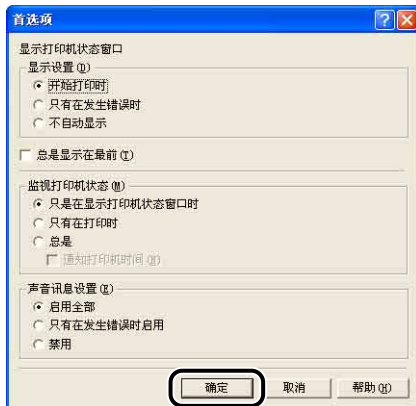 首选项
显示打印机状态窗口
显示设置(D)
开始打印时
只有在发生错误时
不自动显示
总是显示在最前(T)
监视打印机状态(M)
只是在显示打印机状态窗口时
只有在打印时
总是
通知打印机时间(N)
声音讯息设置(E)
启用全部
只有在发生错误时启用
禁用
确定 取消 帮助(H)